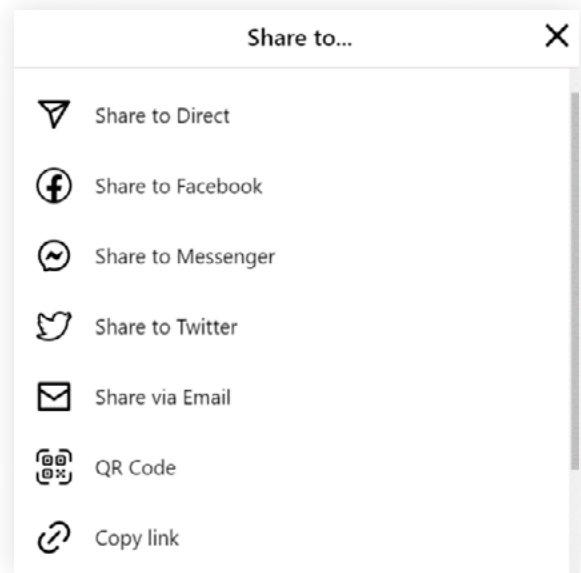 Share to...
Share to Direct
Share to Facebook
Share to Messenger
Share to Twitter
Share via Email
QR Code
Copy link